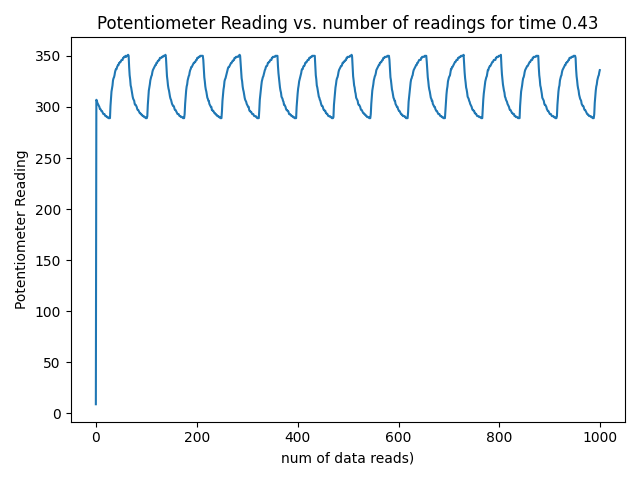 Potentiometer Reading vs. number of readings for time 0.43
350
300
250
200
150
100
50
0
Potentiometer Reading
0 200 400 600 800 1000
num of data reads)